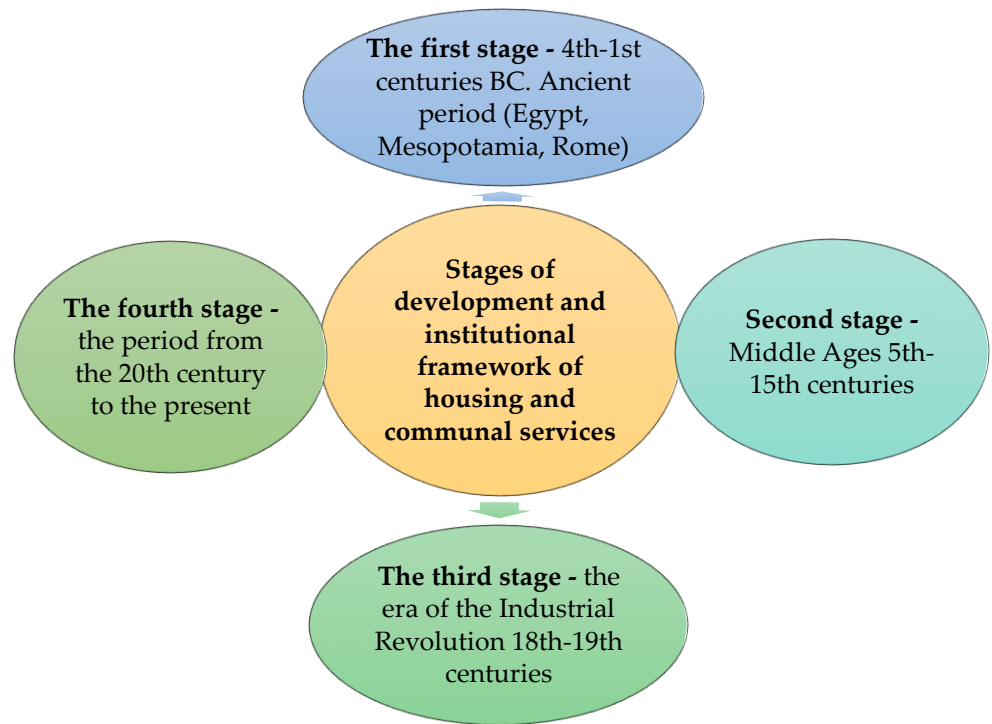 The first stage - 4th-1st
centuries BC. Ancient
period (Egypt,
Mesopotamia, Rome)
Stages of
development and
institutional
framework of
housing and
communal services
The fourth stage -
the period from
the 20th century
to the present
Second stage -
Middle Ages 5th-
15th centuries
The third stage - the
era of the Industrial
Revolution 18th-19th
centuries